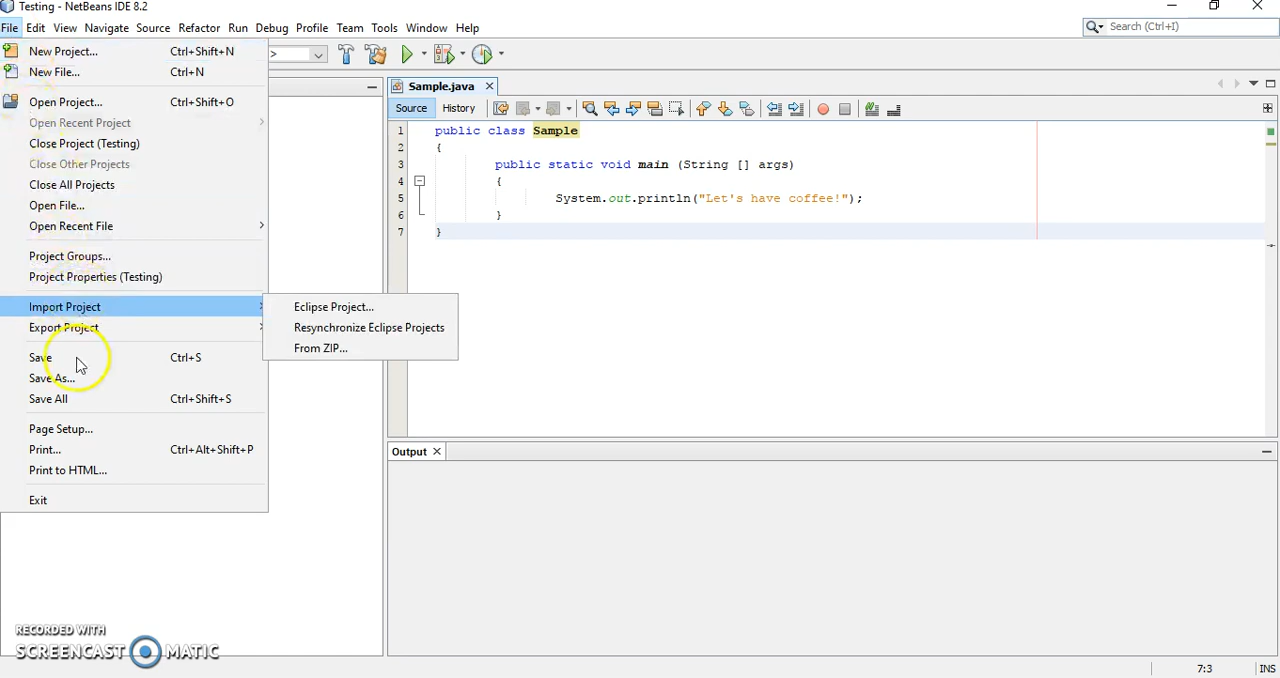 Testing - NetBeans IDE 8.2
File Edit View Navigate Source Refactor Run Debug Profile Team Tools Window Help
Search (Ctrl+I)
New Project... Ctrl+Shift+N
New File... Ctrl+N
Open Project... Ctrl+Shift+O
Open Recent Project
Close Project (Testing)
Close Other Projects
Close All Projects
Open File...
Open Recent File
Project Groups...
Project Properties (Testing)
Import Project
Export Project
Save Ctrl+S
Save As...
Save All Ctrl+Shift+S
Page Setup...
Print... Ctrl+Alt+Shift+P
Print to HTML...
Exit
Eclipse Project...
Resynchronize Eclipse Projects
From ZIP...
>
Sample.java
Source History
1 public class Sample
2 {
3 public static void main (String [] args)
4 {
5 System.out.println("Let's have coffee!");
6 }
7 }
Output
RECORDED WITH
SCREENCAST MATIC
7:3 INS